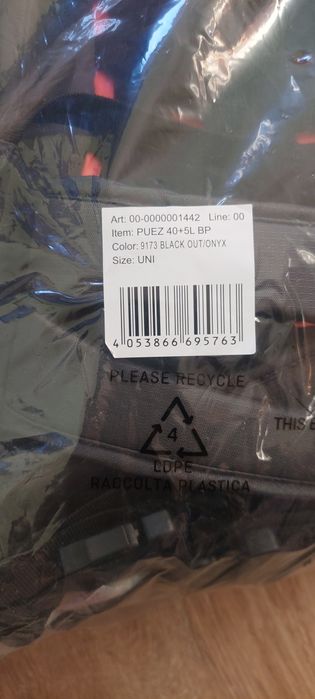 Art: 00-0000001442 Line: 00
Item: PUEZ 40+5L BP
Color: 9173 BLACK OUT/ONYX
Size: UNI
4 053866 695763
PLEASE RECYCLE
THIS
4
LDPE
RACCOLTA PLASTICA